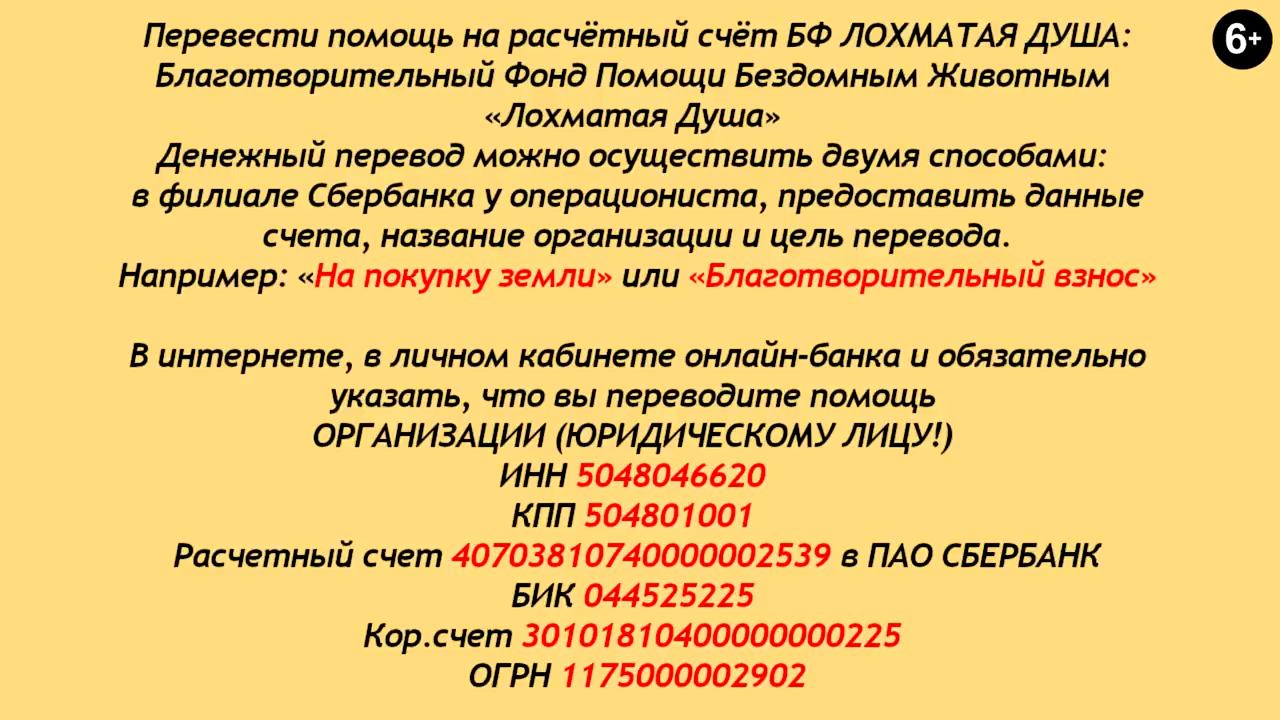 Перевести помощь на расчётный счёт БФ ЛОХМАТАЯ ДУША:
6+
Благотворительный Фонд Помощи Бездомным Животным
«Лохматая Душа»
Денежный перевод можно осуществить двумя способами:
в филиале Сбербанка у операциониста, предоставить данные
счета, название организации и цель перевода.
Например: «На покупку земли» или «Благотворительный взнос»
В интернете, в личном кабинете онлайн-банка и обязательно
указать, что вы переводите помощь
ОРГАНИЗАЦИИ (ЮРИДИЧЕСКОМУ ЛИЦУ!)
ИНН 5048046620
КПП 504801001
Расчетный счет 40703810740000002539 в ПАО СБЕРБАНК
БИК 044525225
Кор.счет 30101810400000000225
ОГРН 1175000002902